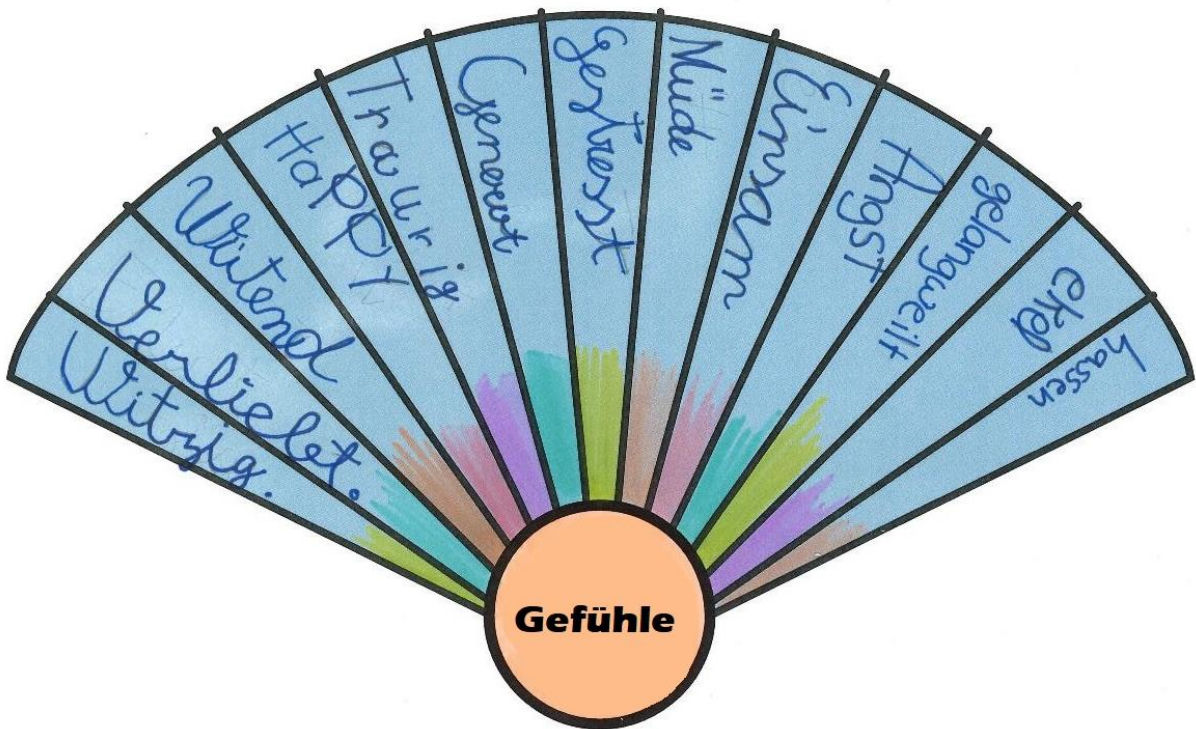 Witzig.
Verliebt.
Wütend
Happy
Traurig
Genervt
gestresst
Müde
Einsam
Angst
gelangweilt
ekel
hassen
Gefühle